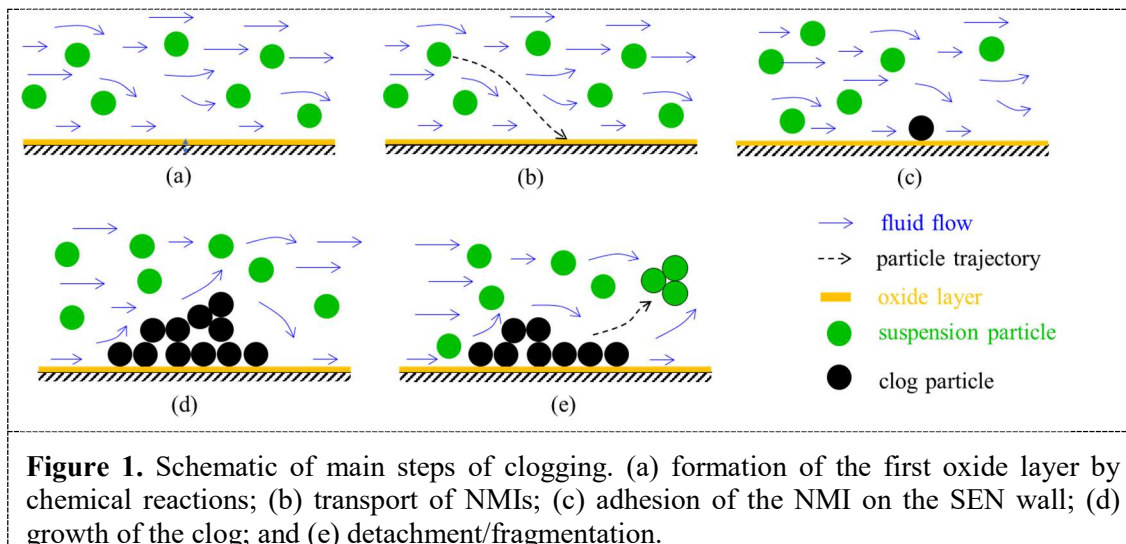 (a)
(b)
(c)
fluid flow
particle trajectory
oxide layer
suspension particle
clog particle
(d)
(e)
Figure 1. Schematic of main steps of clogging. (a) formation of the first oxide layer by
chemical reactions; (b) transport of NMIs; (c) adhesion of the NMI on the SEN wall; (d)
growth of the clog; and (e) detachment/fragmentation.